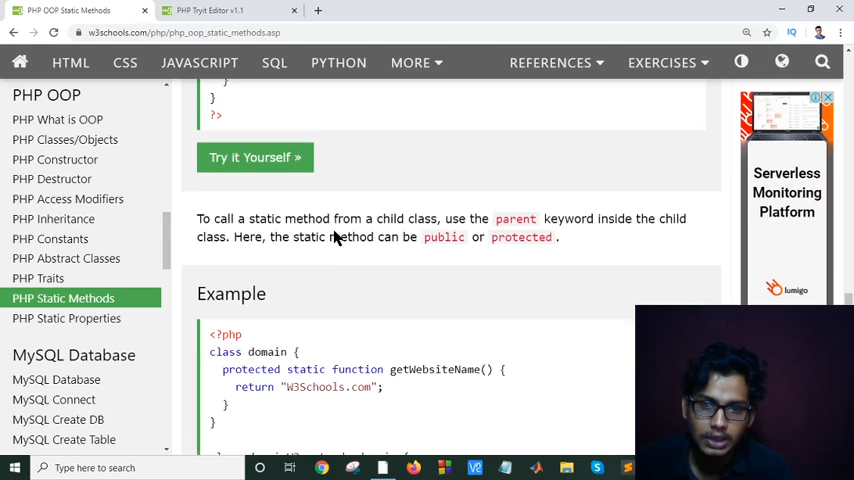 PHP OOP Static Methods
PHP Tryit Editor v1.1
w3schools.com/php/php_oop_static_methods.asp
IQ
HTML CSS JAVASCRIPT SQL PYTHON MORE REFERENCES EXERCISES
PHP OOP
PHP What is OOP
PHP Classes/Objects
PHP Constructor
PHP Destructor
PHP Access Modifiers
PHP Inheritance
PHP Constants
PHP Abstract Classes
PHP Traits
PHP Static Methods
PHP Static Properties
MySQL Database
MySQL Database
MySQL Connect
MySQL Create DB
MySQL Create Table
}
}
?>
Try it Yourself »
To call a static method from a child class, use the parent keyword inside the child
class. Here, the static method can be public or protected.
Example
<?php
class domain {
protected static function getWebsiteName() {
return "W3Schools.com";
}
}
Serverless
Monitoring
Platform
lumigo
Type here to search